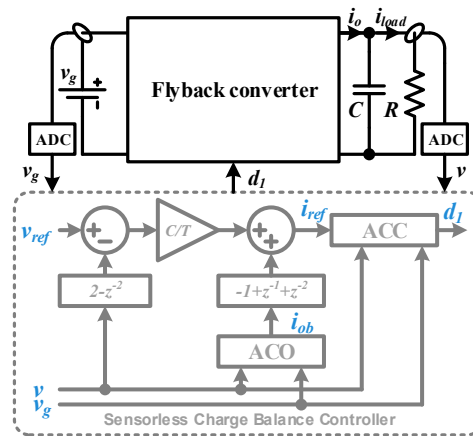 i_o i_load
v_g + -
Flyback converter
C R
ADC ADC
v_g d_1 v
v_ref + - C/T + + i_ref ACC d_1
2-z^-2 -1+z^-1+z^-2
i_ob
ACO
v
v_g
Sensorless Charge Balance Controller